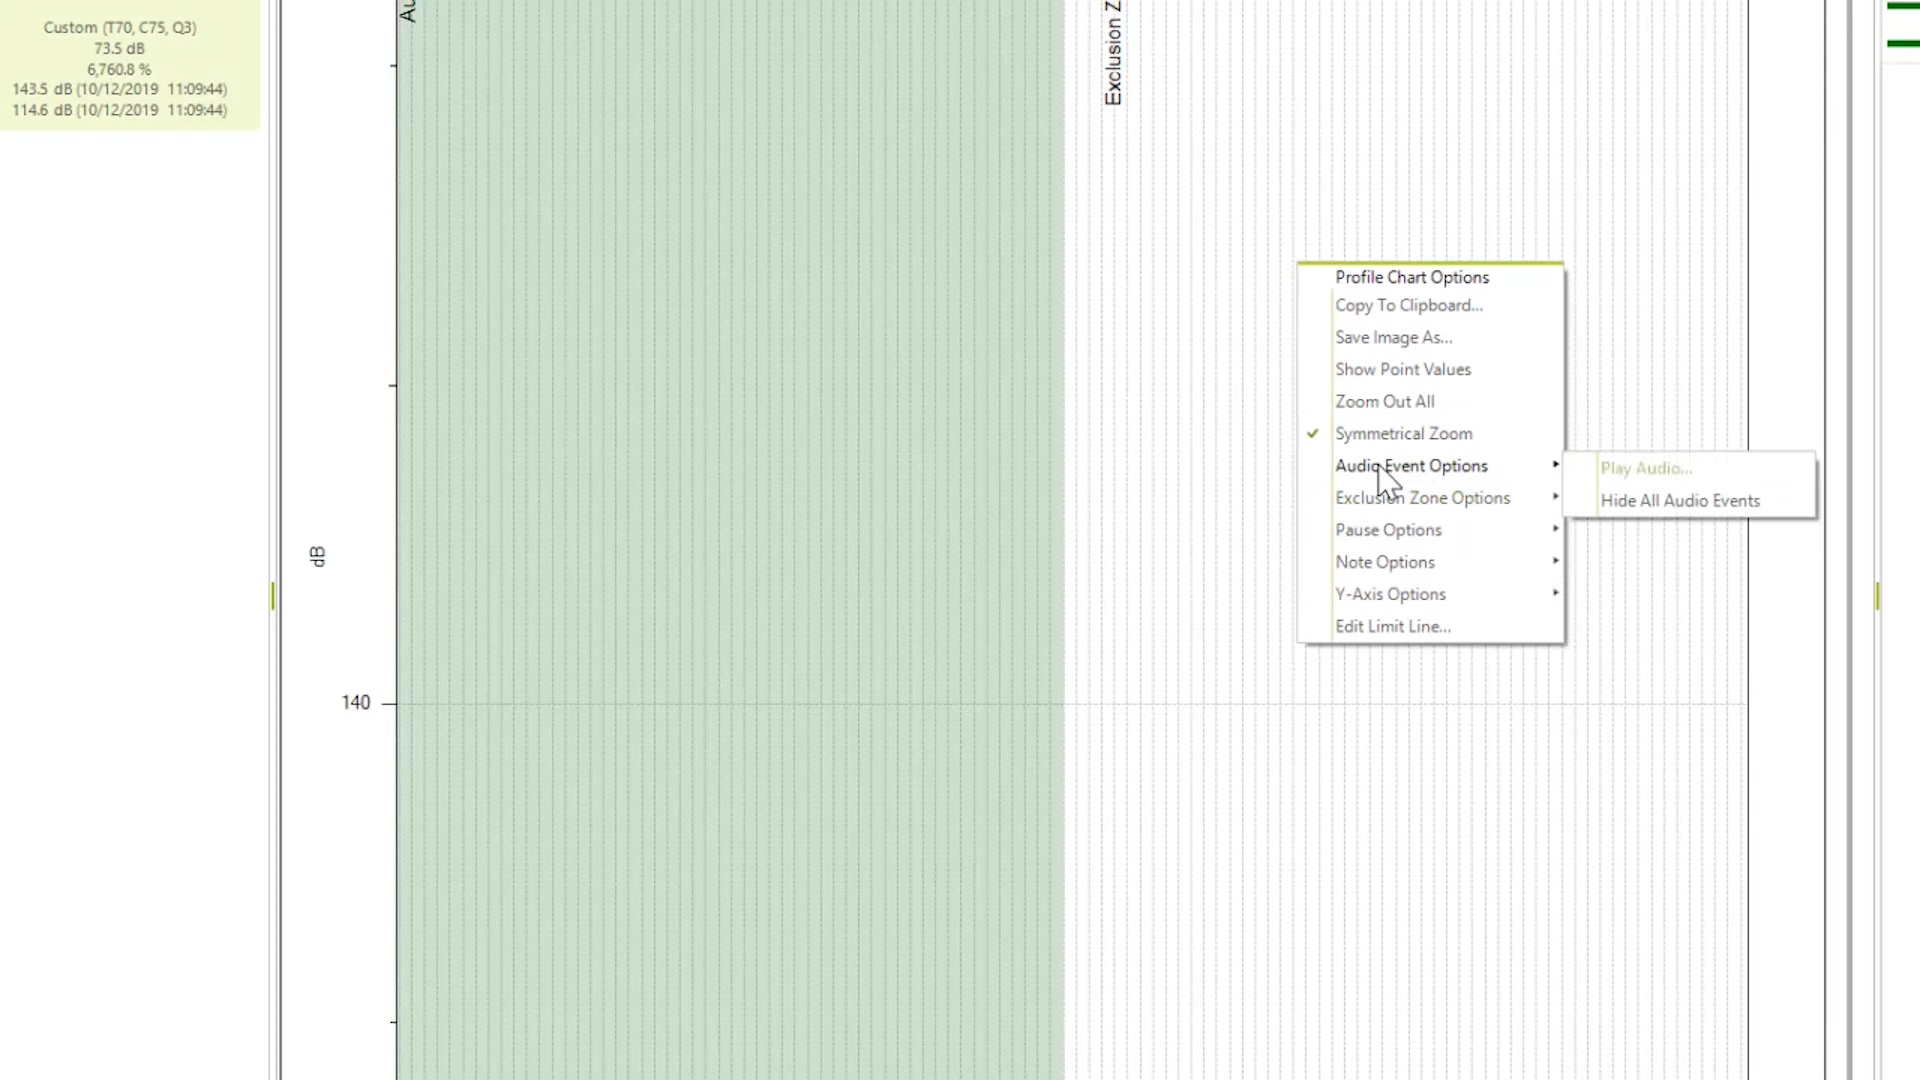 Custom (T70, C75, Q3)
73.5 dB
6,760.8 %
143.5 dB (10/12/2019 11:09:44)
114.6 dB (10/12/2019 11:09:44)
Exclusion
Profile Chart Options
Copy To Clipboard...
Save Image As...
Show Point Values
Zoom Out All
Symmetrical Zoom
Audio Event Options
Play Audio...
Hide All Audio Events
Exclusion Zone Options
Pause Options
Note Options
Y-Axis Options
Edit Limit Line...
dB
140